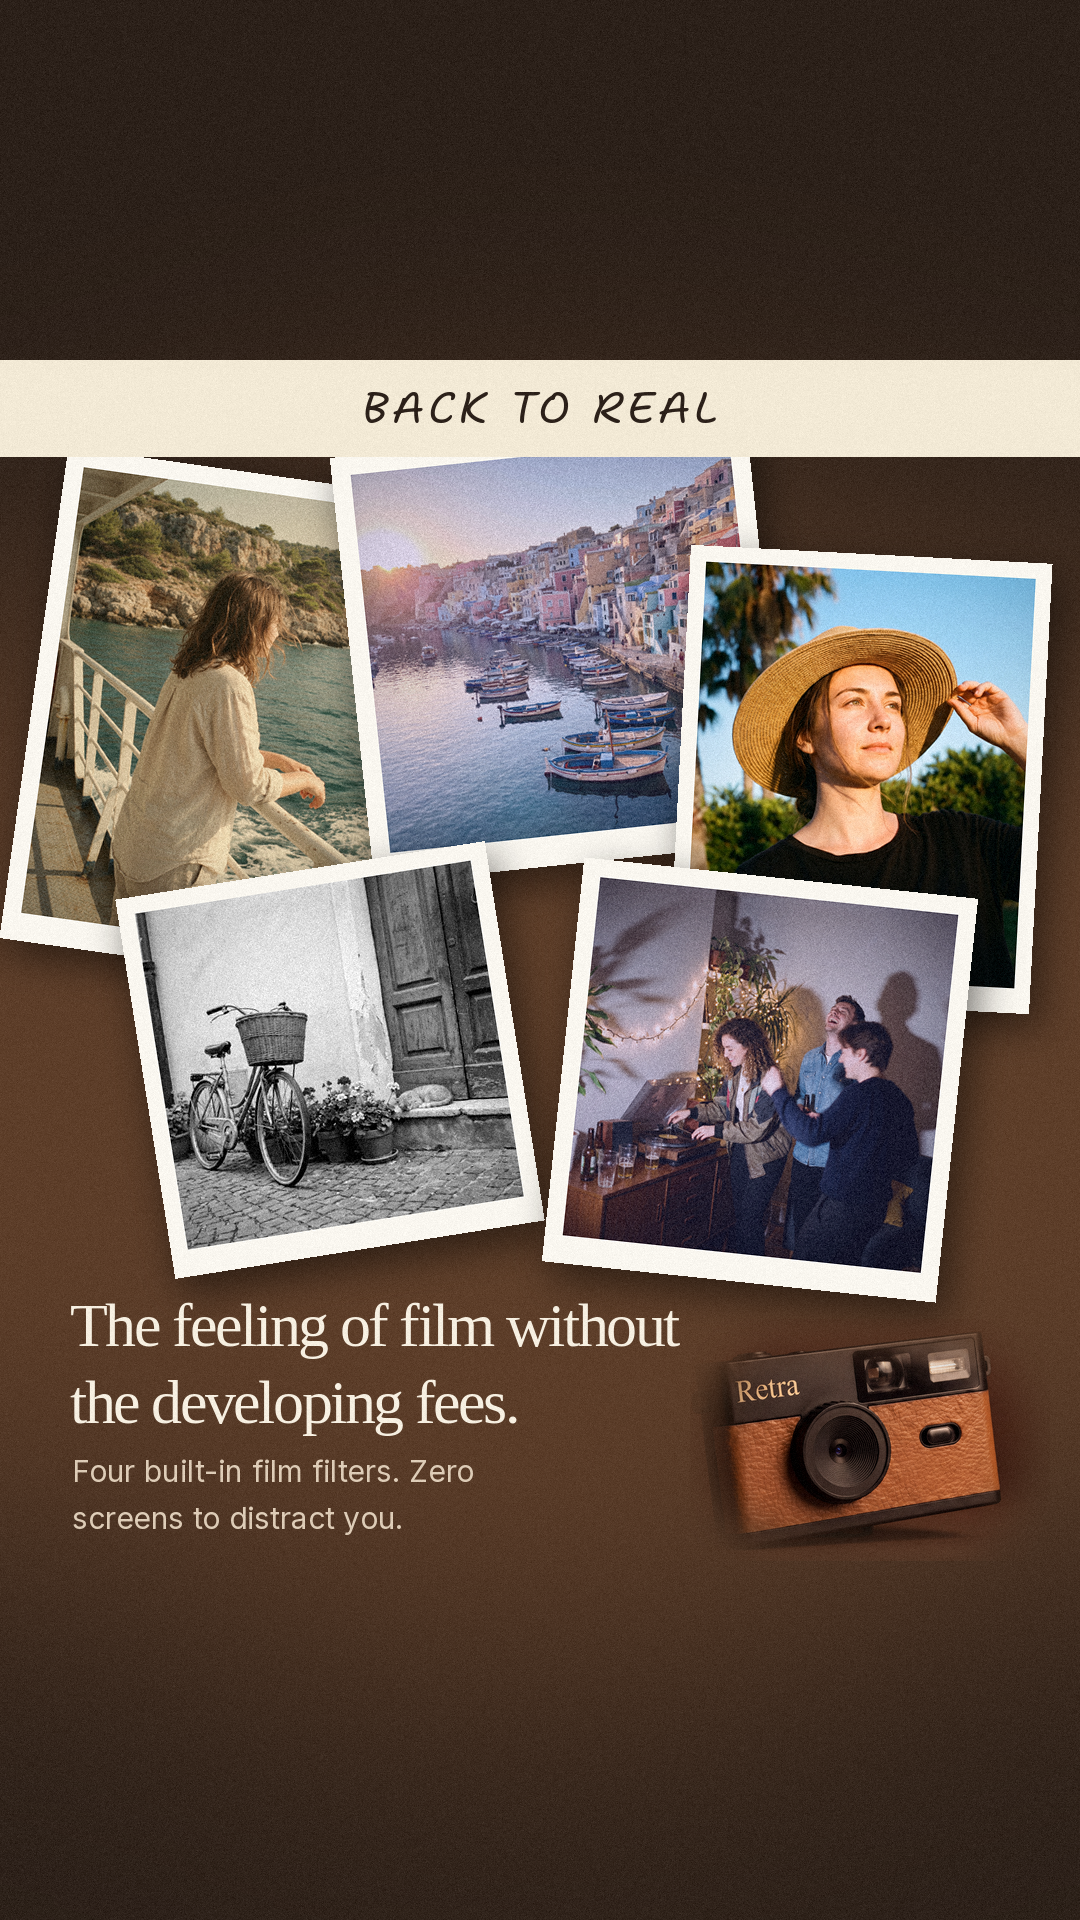 BACK TO REAL
The feeling of film without
the developing fees.
Retra
Four built-in film filters. Zero
screens to distract you.